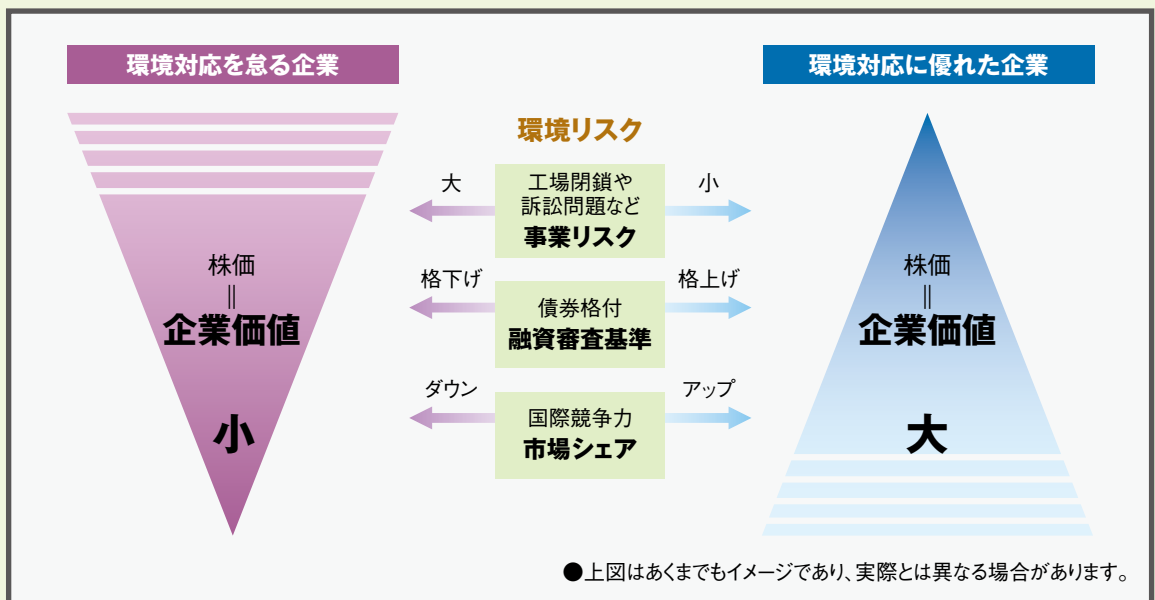 環境対応を怠る企業
環境対応に優れた企業
環境リスク
大
工場閉鎖や
訴訟問題など
事業リスク
小
株価
||
企業価値
小
格下げ
債券格付
融資審査基準
格上げ
ダウン
国際競争力
市場シェア
アップ
株価
||
企業価値
大
●上図はあくまでもイメージであり、実際とは異なる場合があります。